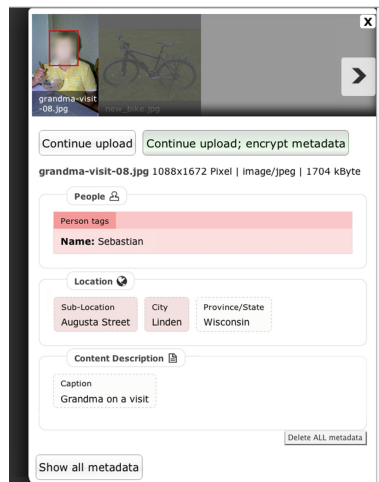 X
grandma-visit
-08.jpg
new_bike.jpg
Continue upload
Continue upload; encrypt metadata
grandma-visit-08.jpg 1088x1672 Pixel | image/jpeg | 1704 kByte
People
Person tags
Name: Sebastian
Location
Sub-Location
Augusta Street
City
Linden
Province/State
Wisconsin
Content Description
Caption
Grandma on a visit
Delete ALL metadata
Show all metadata